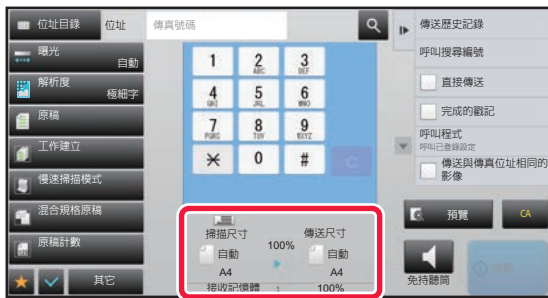 位址目錄
位址
傳真號碼
傳送歷史記錄
曝光
自動
呼叫搜尋編號
解析度
極細字
直接傳送
原稿
完成的戳記
工作建立
呼叫程式
呼叫已登錄設定
慢速掃描模式
傳送與傳真位址相同的
影像
混合規格原稿
預覽
CA
原稿計數
其它
1
2
ABC
3
DEF
4
GHI
5
JKL
6
MNO
7
PQRS
8
TUV
9
WXYZ
0
#
C
掃描尺寸
傳送尺寸
自動
100%
自動
A4
A4
接收記憶體
:
100%
免持聽筒